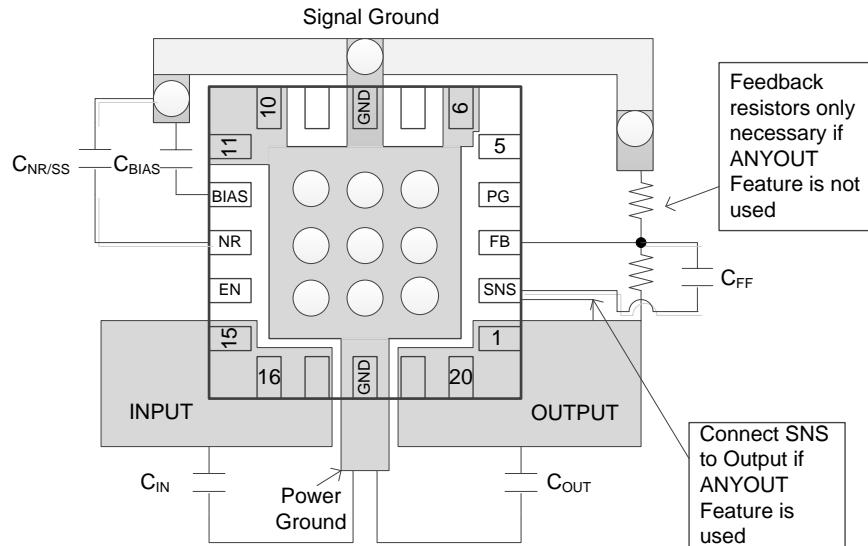 Signal Ground
Feedback
resistors only
necessary if
ANYOUT
Feature is not
used
10
GND
6
11
5
CNR/SS
CBIAS
BIAS
PG
NR
FB
EN
SNS
CFF
15
1
16
GND
20
INPUT
OUTPUT
CIN
Power
Ground
COUT
Connect SNS
to Output if
ANYOUT
Feature is
used